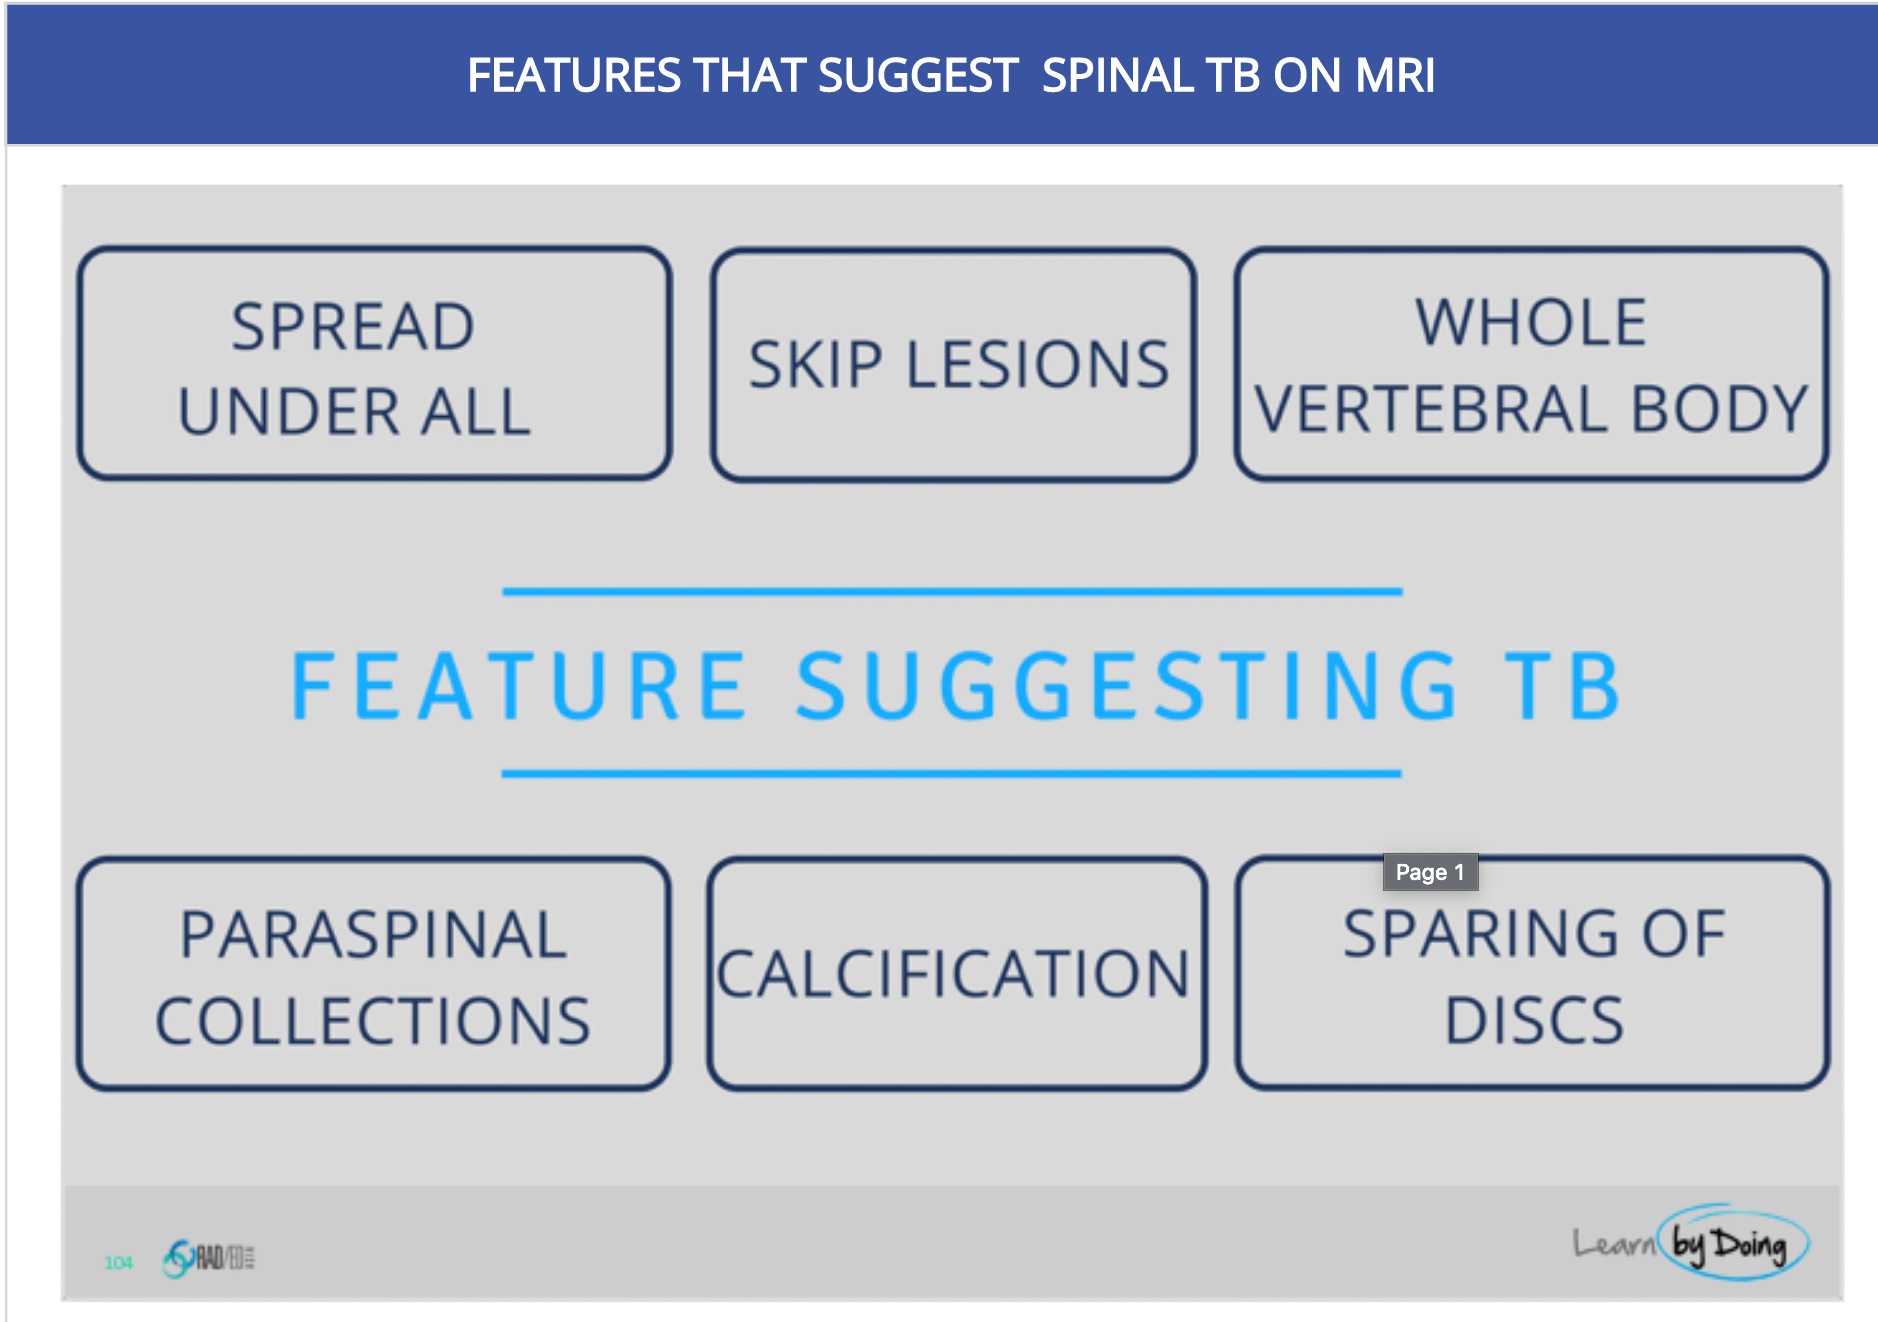 FEATURES THAT SUGGEST SPINAL TB ON MRI
SPREAD
UNDER ALL
SKIP LESIONS
WHOLE
VERTEBRAL BODY
FEATURE SUGGESTING TB
PARASPINAL
COLLECTIONS
CALCIFICATION
Page 1
SPARING OF
DISCS
104
RAD/ED
Learn by Doing